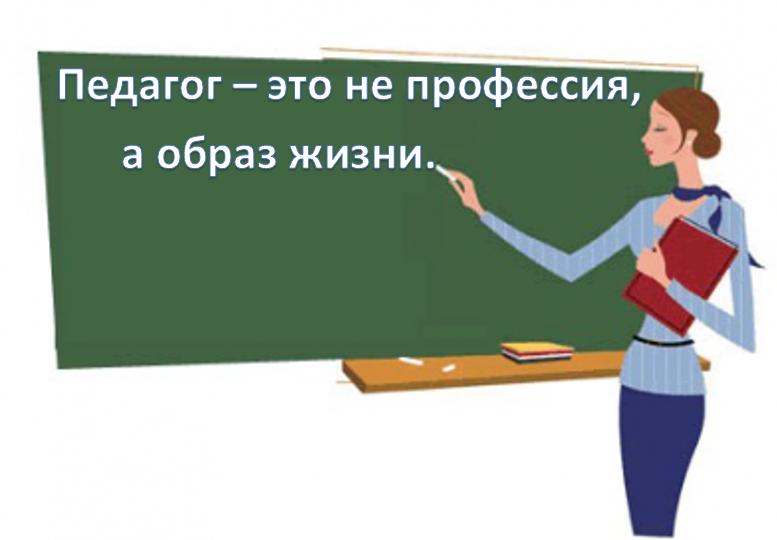 Педагог – это не профессия,
а образ жизни.